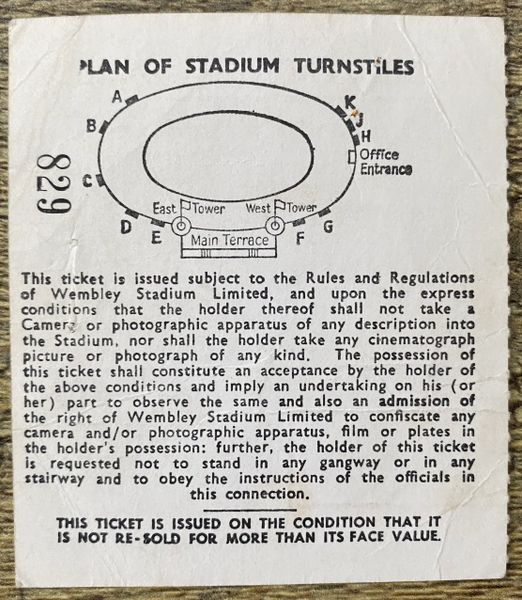 PLAN OF STADIUM TURNSTILES
A
B
C
D
E
F
G
H
J
K
Office
Entrance
East Tower
West Tower
Main Terrace
829
This ticket is issued subject to the Rules and Regulations
of Wembley Stadium Limited, and upon the express
conditions that the holder thereof shall not take a
Camera or photographic apparatus of any description into
the Stadium, nor shall the holder take any cinematograph
picture or photograph of any kind. The possession of
this ticket shall constitute an acceptance by the holder of
the above conditions and imply an undertaking on his (or
her) part to observe the same and also an admission of
the right of Wembley Stadium Limited to confiscate any
camera and/or photographic apparatus, film or plates in
the holder's possession: further, the holder of this ticket
is requested not to stand in any gangway or in any
stairway and to obey the instructions of the officials in
this connection.
THIS TICKET IS ISSUED ON THE CONDITION THAT IT
IS NOT RE-SOLD FOR MORE THAN ITS FACE VALUE.